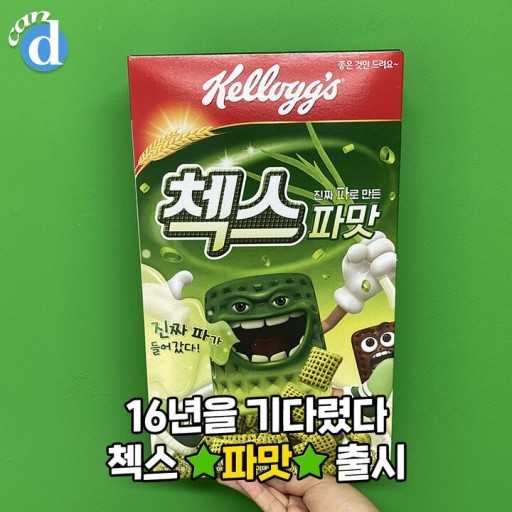 can
d
좋은 것만 드려요~
Kellogg's
첵스
진짜 파로 만든
파맛
진짜 파가
들어갔다!
16년을 기다렸다
첵스 ★파맛★ 출시